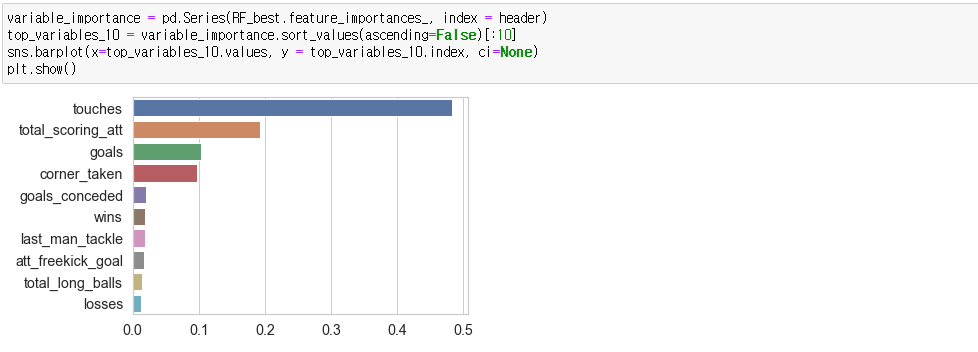 variable_importance = pd.Series(RF_best.feature_importances_, index = header)
top_variables_10 = variable_importance.sort_values(ascending=False)[:10]
sns.barplot(x=top_variables_10.values, y = top_variables_10.index, ci=None)
plt.show()
touches
total_scoring_att
goals
corner_taken
goals_conceded
wins
last_man_tackle
att_freekick_goal
total_long_balls
losses
0.0 0.1 0.2 0.3 0.4 0.5